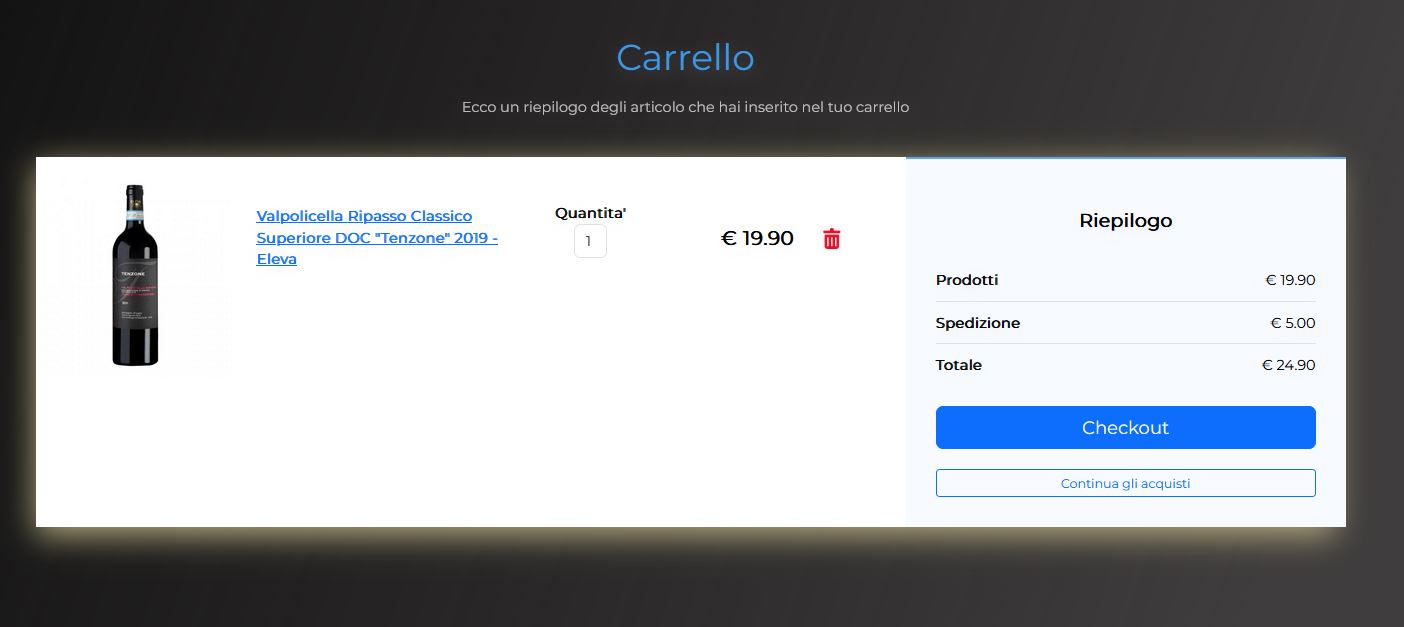 Carrello
Ecco un riepilogo degli articolo che hai inserito nel tuo carrello
Valpolicella Ripasso Classico
Superiore DOC "Tenzone" 2019 -
Eleva
Quantita'
1
€ 19.90
TENZONE
Riepilogo
Prodotti € 19.90
Spedizione € 5.00
Totale € 24.90
Checkout
Continua gli acquisti